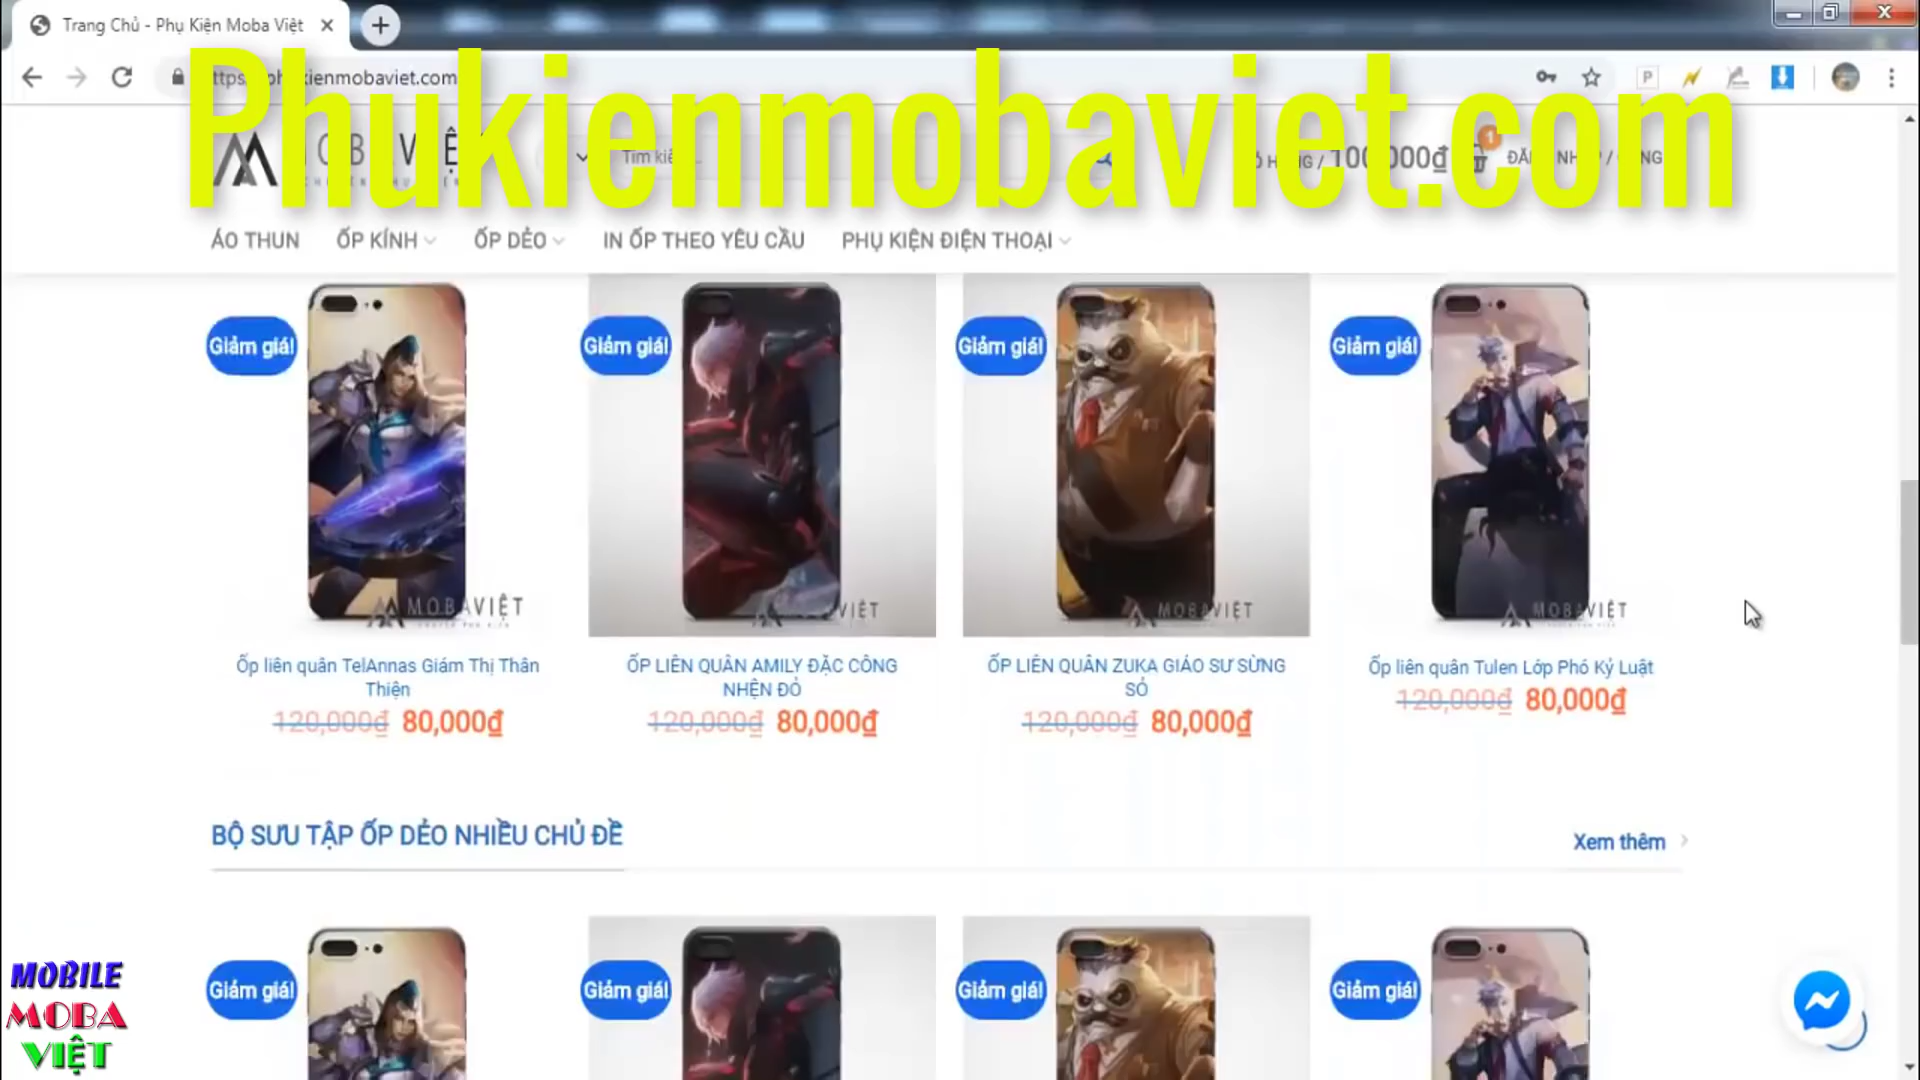 Trang Chủ - Phụ Kiện Moba Việt
Phukienmobaviet.com
Tìm
100,000₫
1
ÁO THUN
ỐP KÍNH
ỐP DẺO
IN ỐP THEO YÊU CẦU
PHỤ KIỆN ĐIỆN THOẠI
Giảm giá!
Giảm giá!
Giảm giá!
Giảm giá!
MOBAVIỆT
MOBAVIỆT
MOBAVIỆT
Ốp liên quân TelAnnas Giám Thị Thân
Thiện
120,000₫ 80,000₫
ỐP LIÊN QUÂN AMILY ĐẶC CÔNG
NHỆN ĐỎ
120,000₫ 80,000₫
ỐP LIÊN QUÂN ZUKA GIÁO SƯ SỪNG
SỎ
120,000₫ 80,000₫
Ốp liên quân Tulen Lớp Phó Kỷ Luật
120,000₫ 80,000₫
BỘ SƯU TẬP ỐP DẺO NHIỀU CHỦ ĐỀ
Xem thêm
Giảm giá!
Giảm giá!
Giảm giá!
Giảm giá!
MOBILE
MOBA
VIỆT